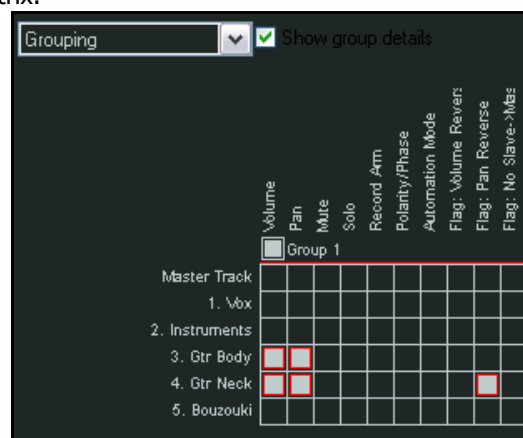 trix.
Grouping
Show group details
Volume
Pan
Mute
Solo
Record Arm
Polarity/Phase
Automation Mode
Flag: Volume Revers
Flag: Pan Reverse
Flag: No Slave->Mas
Group 1
Master Track
1. Vox
2. Instruments
3. Gtr Body
4. Gtr Neck
5. Bouzouki